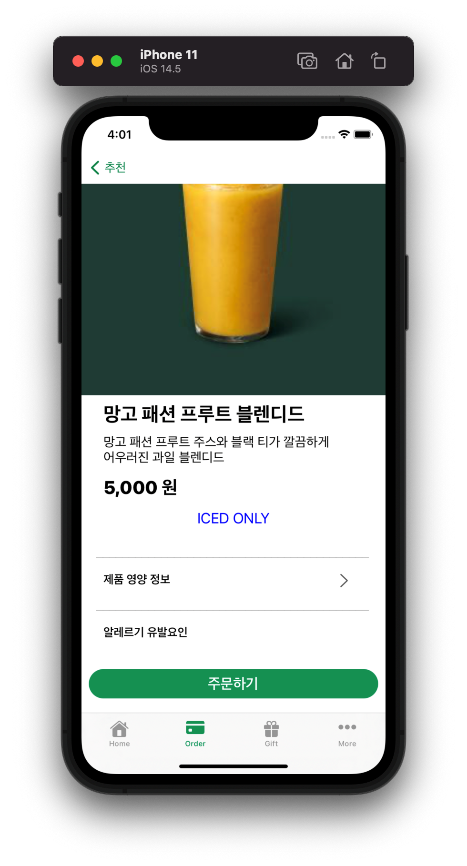 iPhone 11
iOS 14.5
4:01
추천
망고 패션 프루트 블렌디드
망고 패션 프루트 주스와 블랙 티가 깔끔하게
어우러진 과일 블렌디드
5,000 원
ICED ONLY
제품 영양 정보
알레르기 유발요인
주문하기
Home
Order
Gift
More